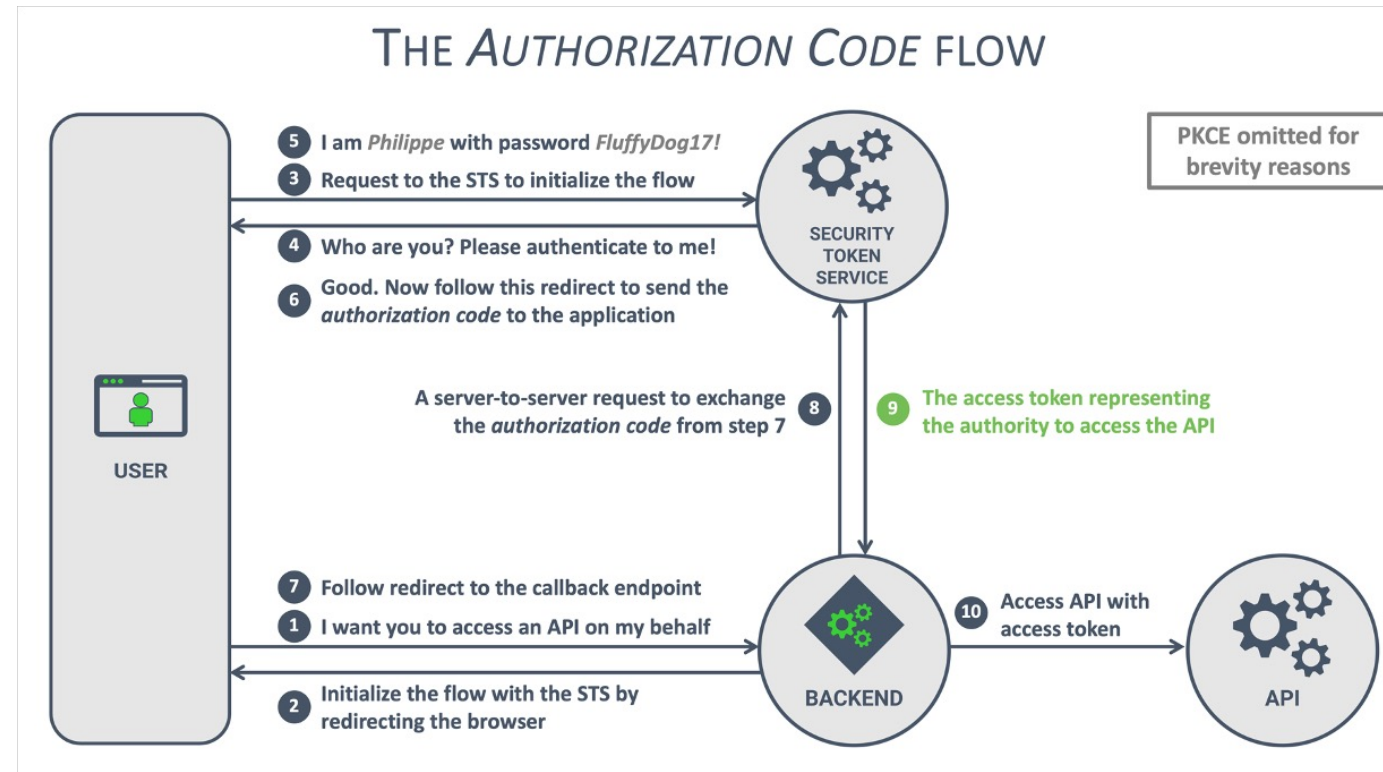 THE AUTHORIZATION CODE FLOW
PKCE omitted for
brevity reasons
5 I am Philippe with password FluffyDog17!
3 Request to the STS to initialize the flow
4 Who are you? Please authenticate to me!
6 Good. Now follow this redirect to send the
authorization code to the application
SECURITY
TOKEN
SERVICE
A server-to-server request to exchange
the authorization code from step 7
8
9 The access token representing
the authority to access the API
USER
7 Follow redirect to the callback endpoint
1 I want you to access an API on my behalf
2 Initialize the flow with the STS by
redirecting the browser
BACKEND
10 Access API with
access token
API